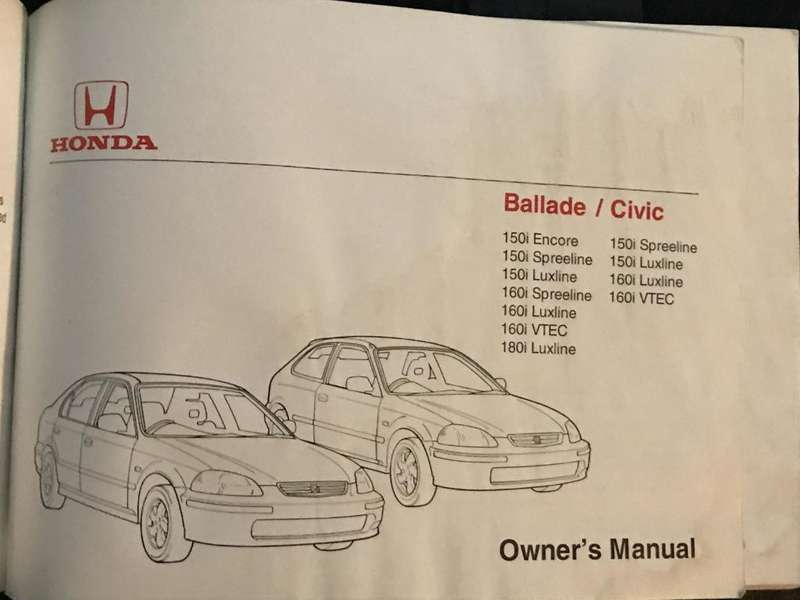 HONDA
Ballade / Civic
150i Encore
150i Spreeline
150i Luxline
160i Spreeline
160i Luxline
160i VTEC
180i Luxline
150i Spreeline
150i Luxline
160i Luxline
160i VTEC
Owner's Manual